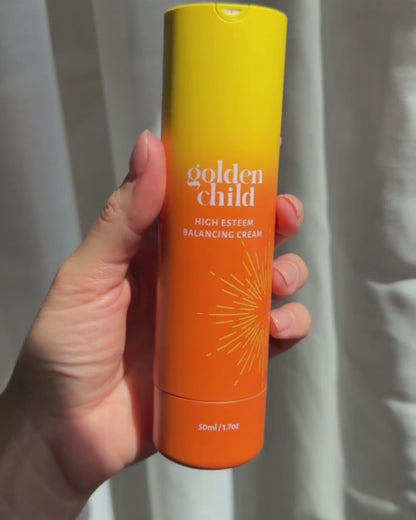 golden
child
HIGH ESTEEM
BALANCING CREAM
50ml/1.7oz